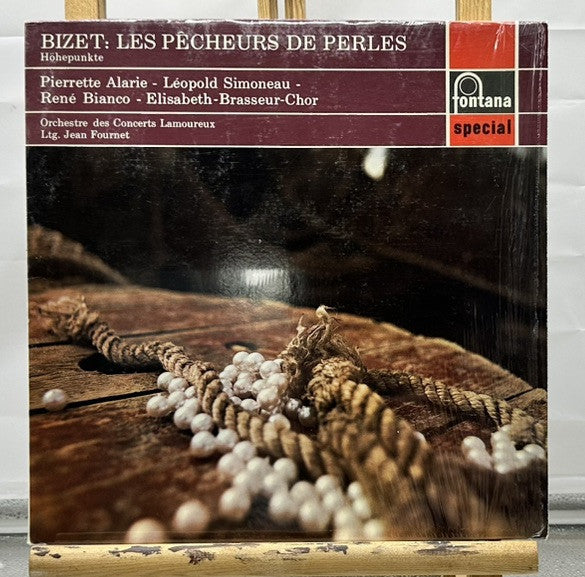 BIZET: LES PÊCHEURS DE PERLES
Höhepunkte
Pierrette Alarie - Léopold Simoneau -
René Bianco - Elisabeth-Brasseur-Chor
Orchestre des Concerts Lamoureux
Ltg. Jean Fournet
fontana
special